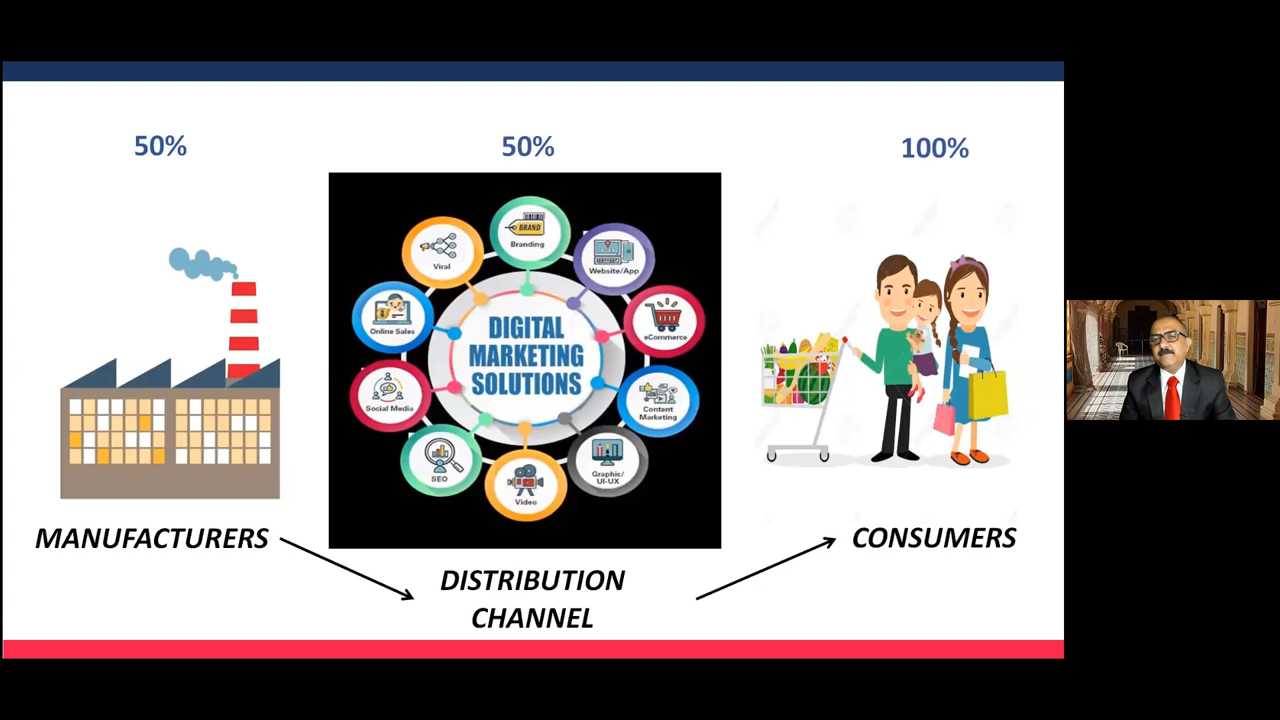 50%
50%
100%
BRAND
Branding
Viral
Website/App
Online Sales
eCommerce
DIGITAL
MARKETING
SOLUTIONS
Social Media
Content
Marketing
SEO
Graphic/
UI-UX
Video
MANUFACTURERS
CONSUMERS
DISTRIBUTION
CHANNEL